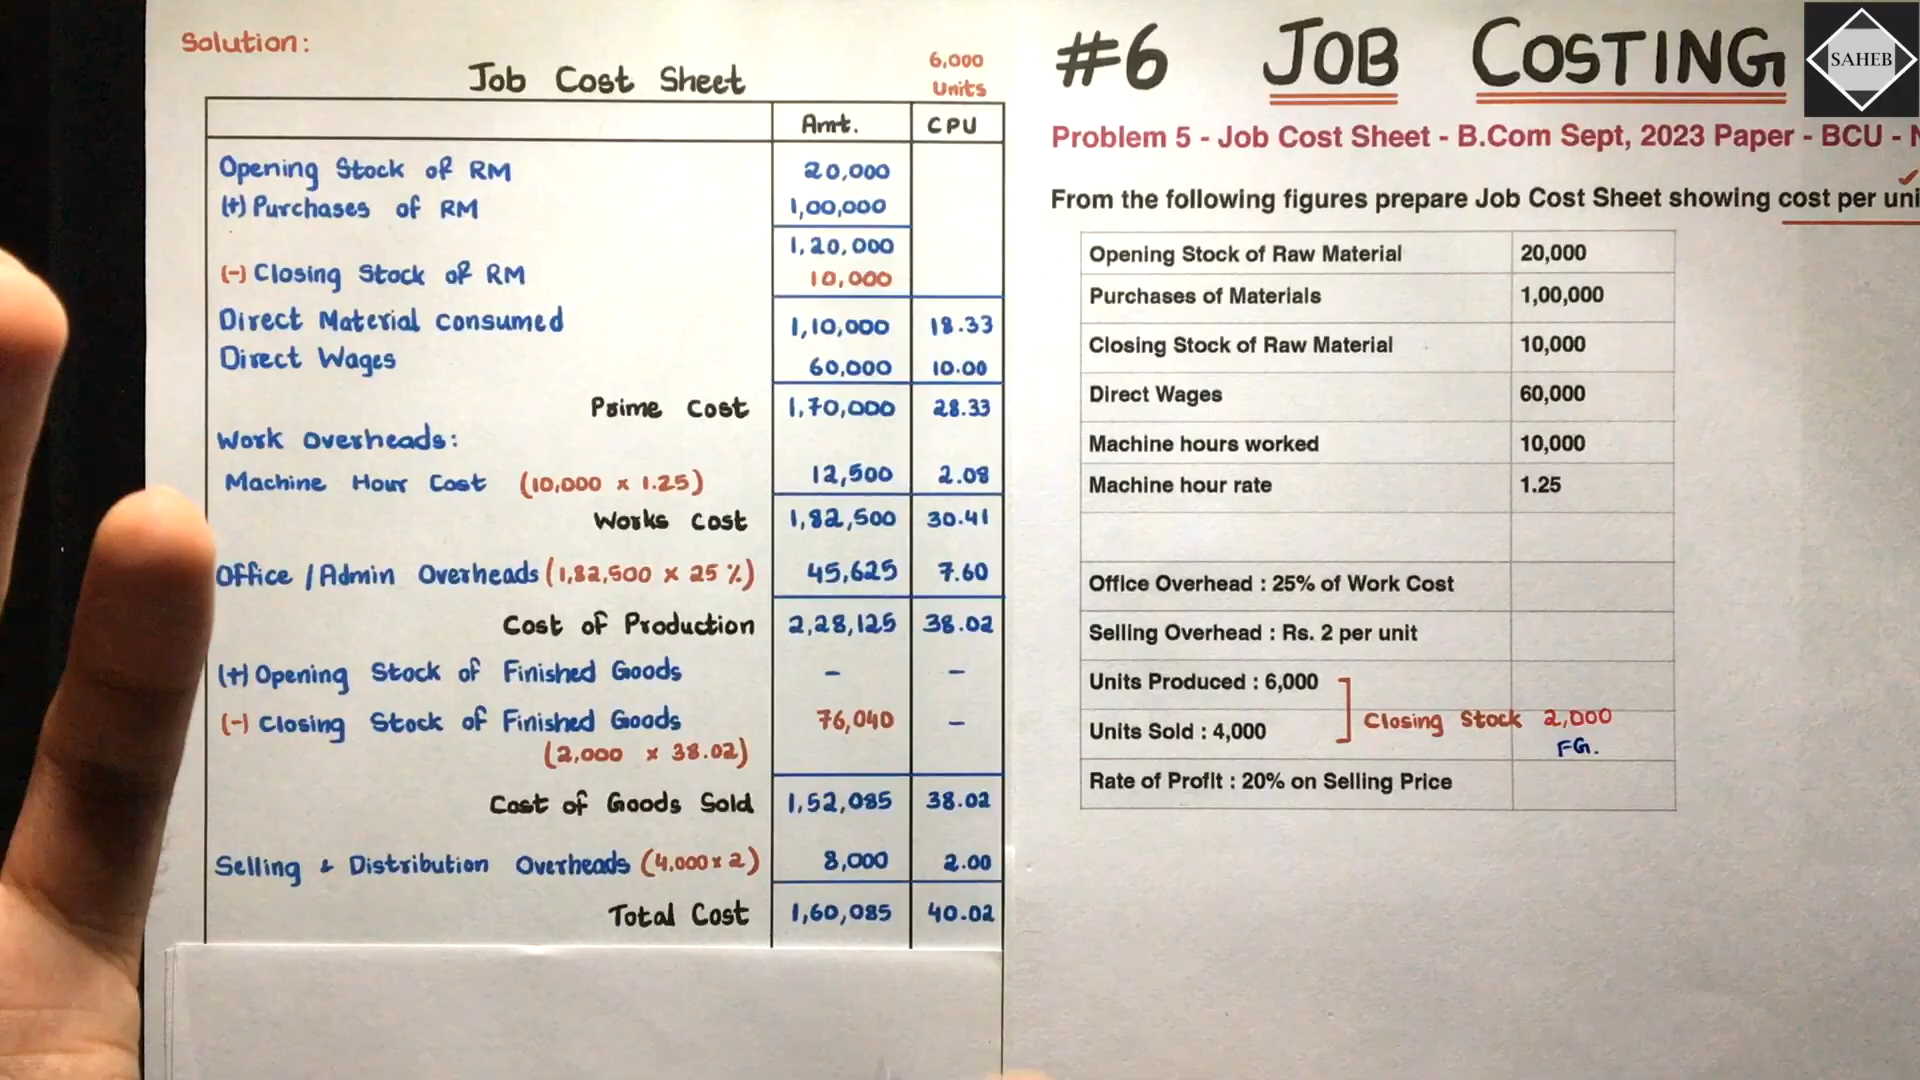 Solution:
Job Cost Sheet
6,000
Units
Amt. CPU
Opening Stock of RM 20,000
(+) Purchases of RM 1,00,000
1,20,000
(-) Closing Stock of RM 10,000
Direct Material consumed 1,10,000 18.33
Direct Wages 60,000 10.00
Prime Cost 1,70,000 28.33
Work Overheads:
Machine Hour Cost (10,000 x 1.25) 12,500 2.08
Works Cost 1,82,500 30.41
Office / Admin Overheads (1,82,500 x 25 %) 45,625 7.60
Cost of Production 2,28,125 38.02
(+) Opening Stock of Finished Goods - -
(-) Closing Stock of Finished Goods 76,040 -
(2,000 x 38.02)
Cost of Goods Sold 1,52,085 38.02
Selling & Distribution Overheads (4,000 x 2) 8,000 2.00
Total Cost 1,60,085 40.02
#6 JOB COSTING
SAHEB
Problem 5 - Job Cost Sheet - B.Com Sept, 2023 Paper - BCU -
From the following figures prepare Job Cost Sheet showing cost per uni
Opening Stock of Raw Material 20,000
Purchases of Materials 1,00,000
Closing Stock of Raw Material 10,000
Direct Wages 60,000
Machine hours worked 10,000
Machine hour rate 1.25
Office Overhead : 25% of Work Cost
Selling Overhead : Rs. 2 per unit
Units Produced : 6,000
Units Sold : 4,000
Closing Stock 2,000
FG.
Rate of Profit : 20% on Selling Price